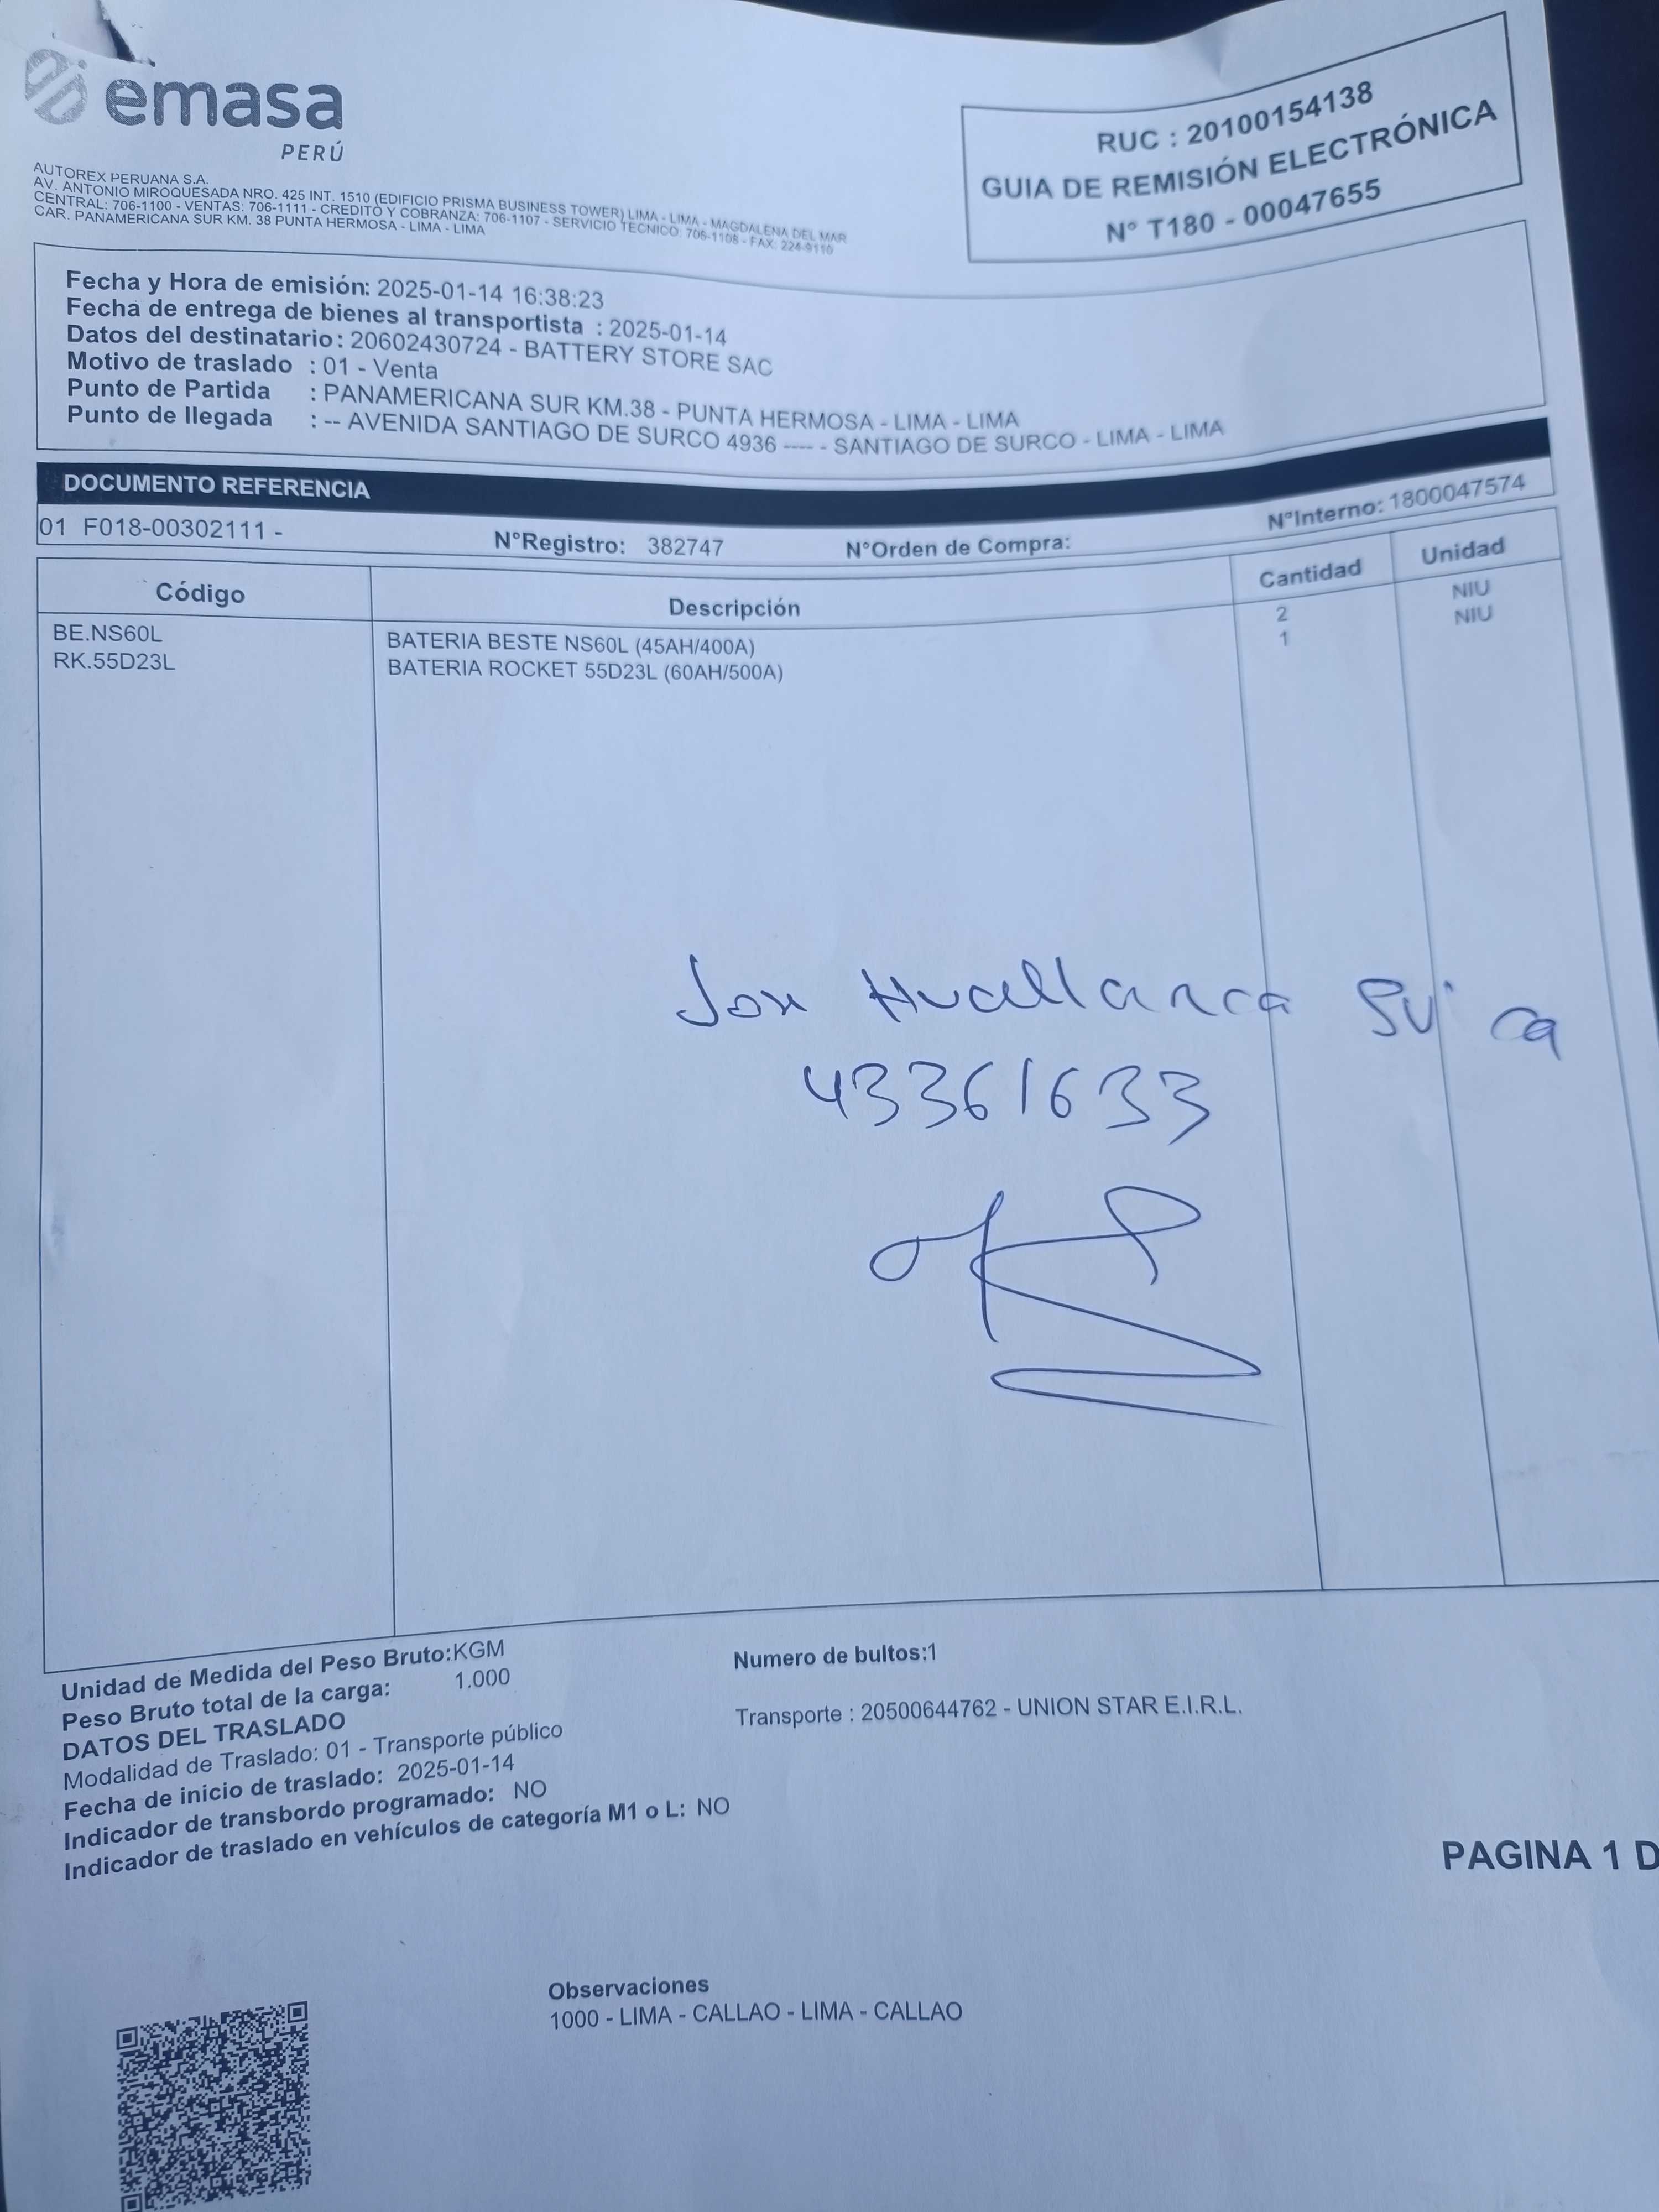 emasa
PERÚ
AUTOREX PERUANA S.A.
AV. ANTONIO MIROQUESADA NRO. 425 INT. 1510 (EDIFICIO PRISMA BUSINESS TOWER) LIMA - LIMA - MAGDALENA DEL MAR
CENTRAL: 706-1100 - VENTAS: 706-1111 - CREDITO Y COBRANZA: 706-1107 - SERVICIO TECNICO: 706-1108 - FAX: 224-9110
CAR. PANAMERICANA SUR KM. 38 PUNTA HERMOSA - LIMA - LIMA
RUC : 20100154138
GUIA DE REMISIÓN ELECTRÓNICA
N° T180 - 00047655
Fecha y Hora de emisión: 2025-01-14 16:38:23
Fecha de entrega de bienes al transportista : 2025-01-14
Datos del destinatario : 20602430724 - BATTERY STORE SAC
Motivo de traslado : 01 - Venta
Punto de Partida : PANAMERICANA SUR KM.38 - PUNTA HERMOSA - LIMA - LIMA
Punto de llegada : -- AVENIDA SANTIAGO DE SURCO 4936 ---- - SANTIAGO DE SURCO - LIMA - LIMA
DOCUMENTO REFERENCIA
01 F018-00302111 - N°Registro: 382747 N°Orden de Compra: N°Interno: 1800047574
Código Descripción Cantidad Unidad
BE.NS60L BATERIA BESTE NS60L (45AH/400A) 2 NIU
RK.55D23L BATERIA ROCKET 55D23L (60AH/500A) 1 NIU
Jose Huallanca
43361633
Unidad de Medida del Peso Bruto:KGM Numero de bultos:1
Peso Bruto total de la carga: 1.000
DATOS DEL TRASLADO Transporte : 20500644762 - UNION STAR E.I.R.L.
Modalidad de Traslado: 01 - Transporte público
Fecha de inicio de traslado: 2025-01-14
Indicador de transbordo programado: NO
Indicador de traslado en vehículos de categoría M1 o L: NO
PAGINA 1 D
Observaciones
1000 - LIMA - CALLAO - LIMA - CALLAO